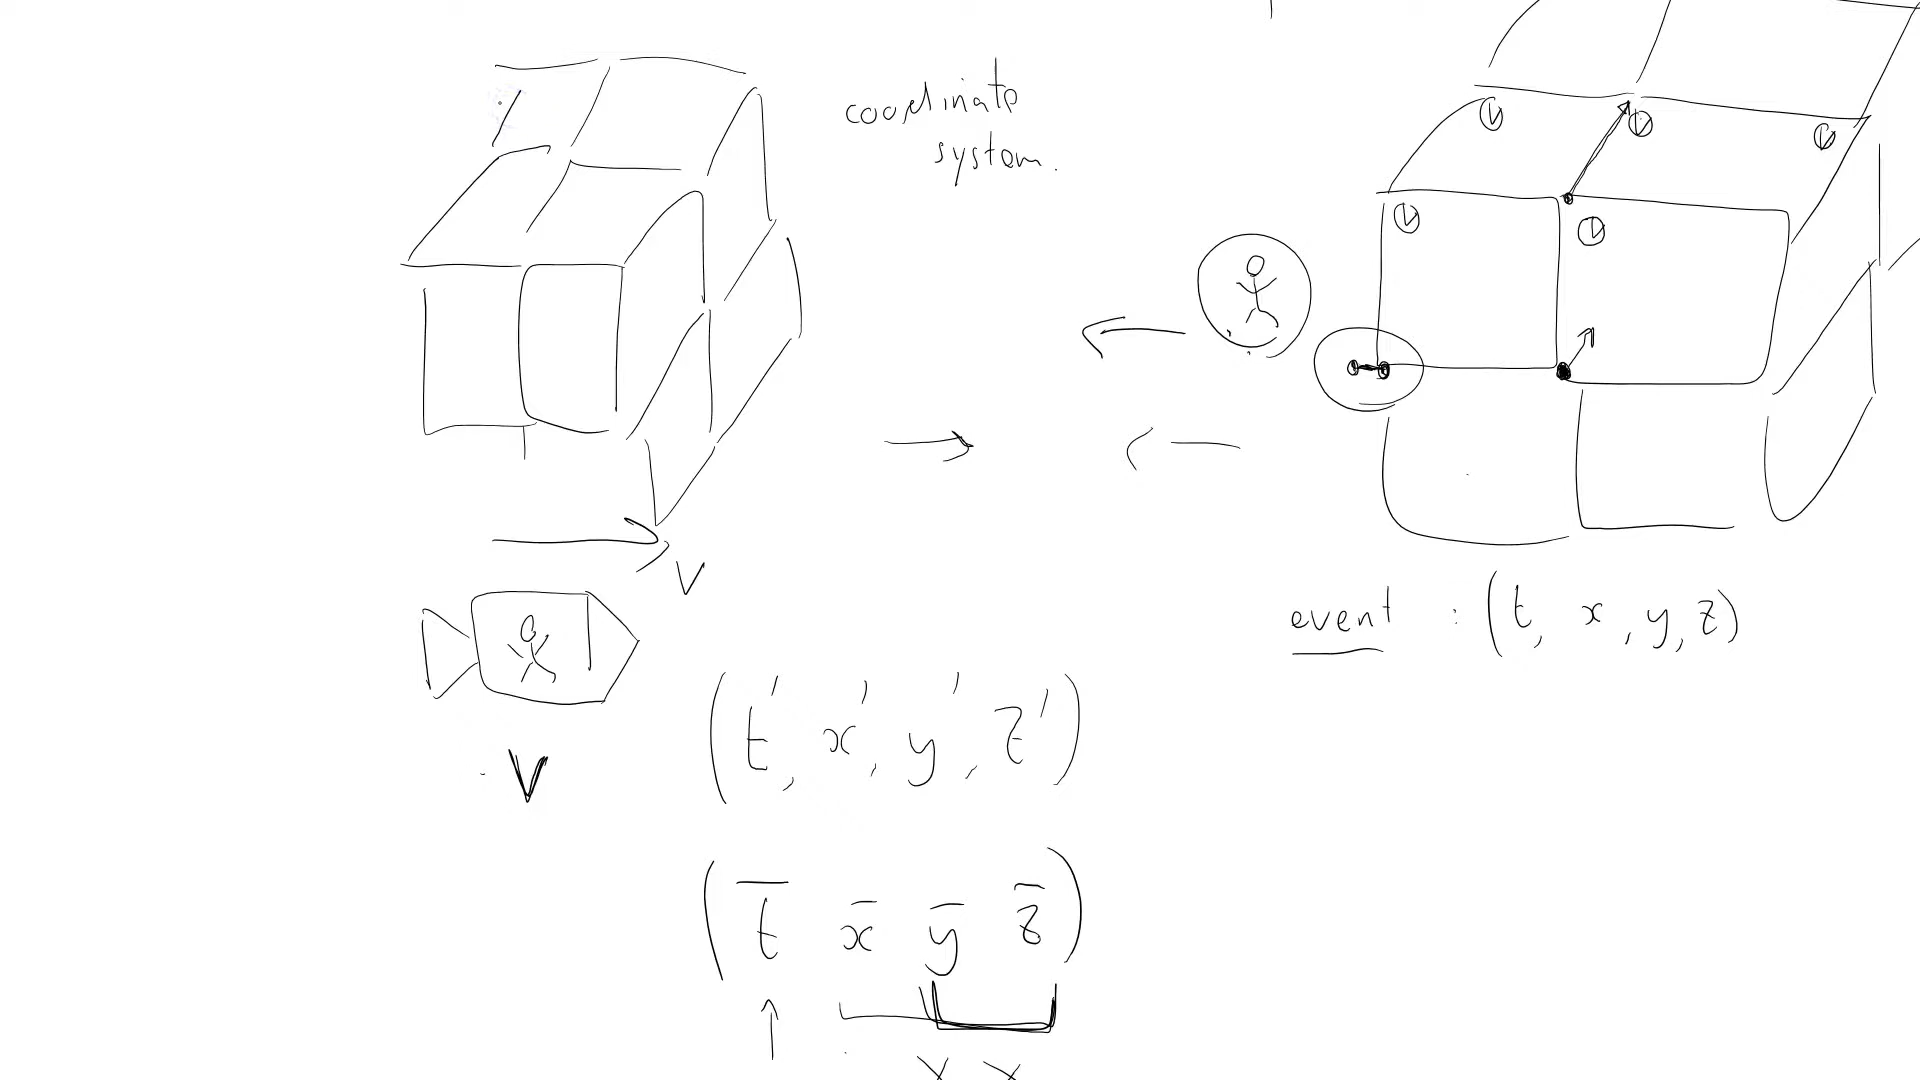 coordinate
system.
V
event : (t, x, y, z)
(t', x', y', z')
V
(t̅ x̅ y̅ z̅)